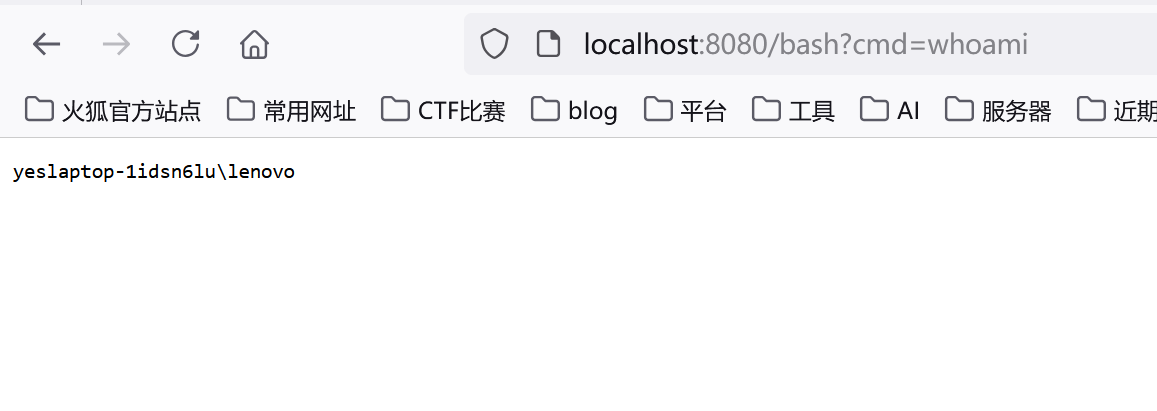 localhost:8080/bash?cmd=whoami
火狐官方站点 常用网址 CTF比赛 blog 平台 工具 AI 服务器 近期
yeslaptop-1idsn6lu\lenovo